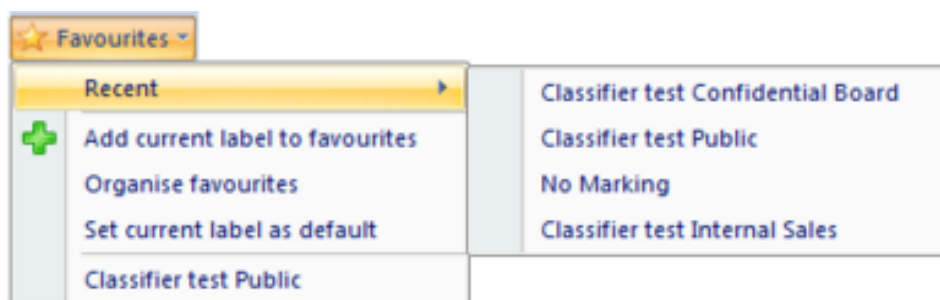 Favourites
Recent
Add current label to favourites
Organise favourites
Set current label as default
Classifier test Public
Classifier test Confidential Board
Classifier test Public
No Marking
Classifier test Internal Sales